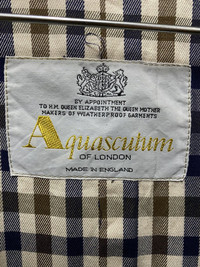 BY APPOINTMENT
TO H.M. QUEEN ELIZABETH THE QUEEN MOTHER
MAKERS OF WEATHERPROOF GARMENTS
Aquascutum
OF LONDON
MADE IN ENGLAND